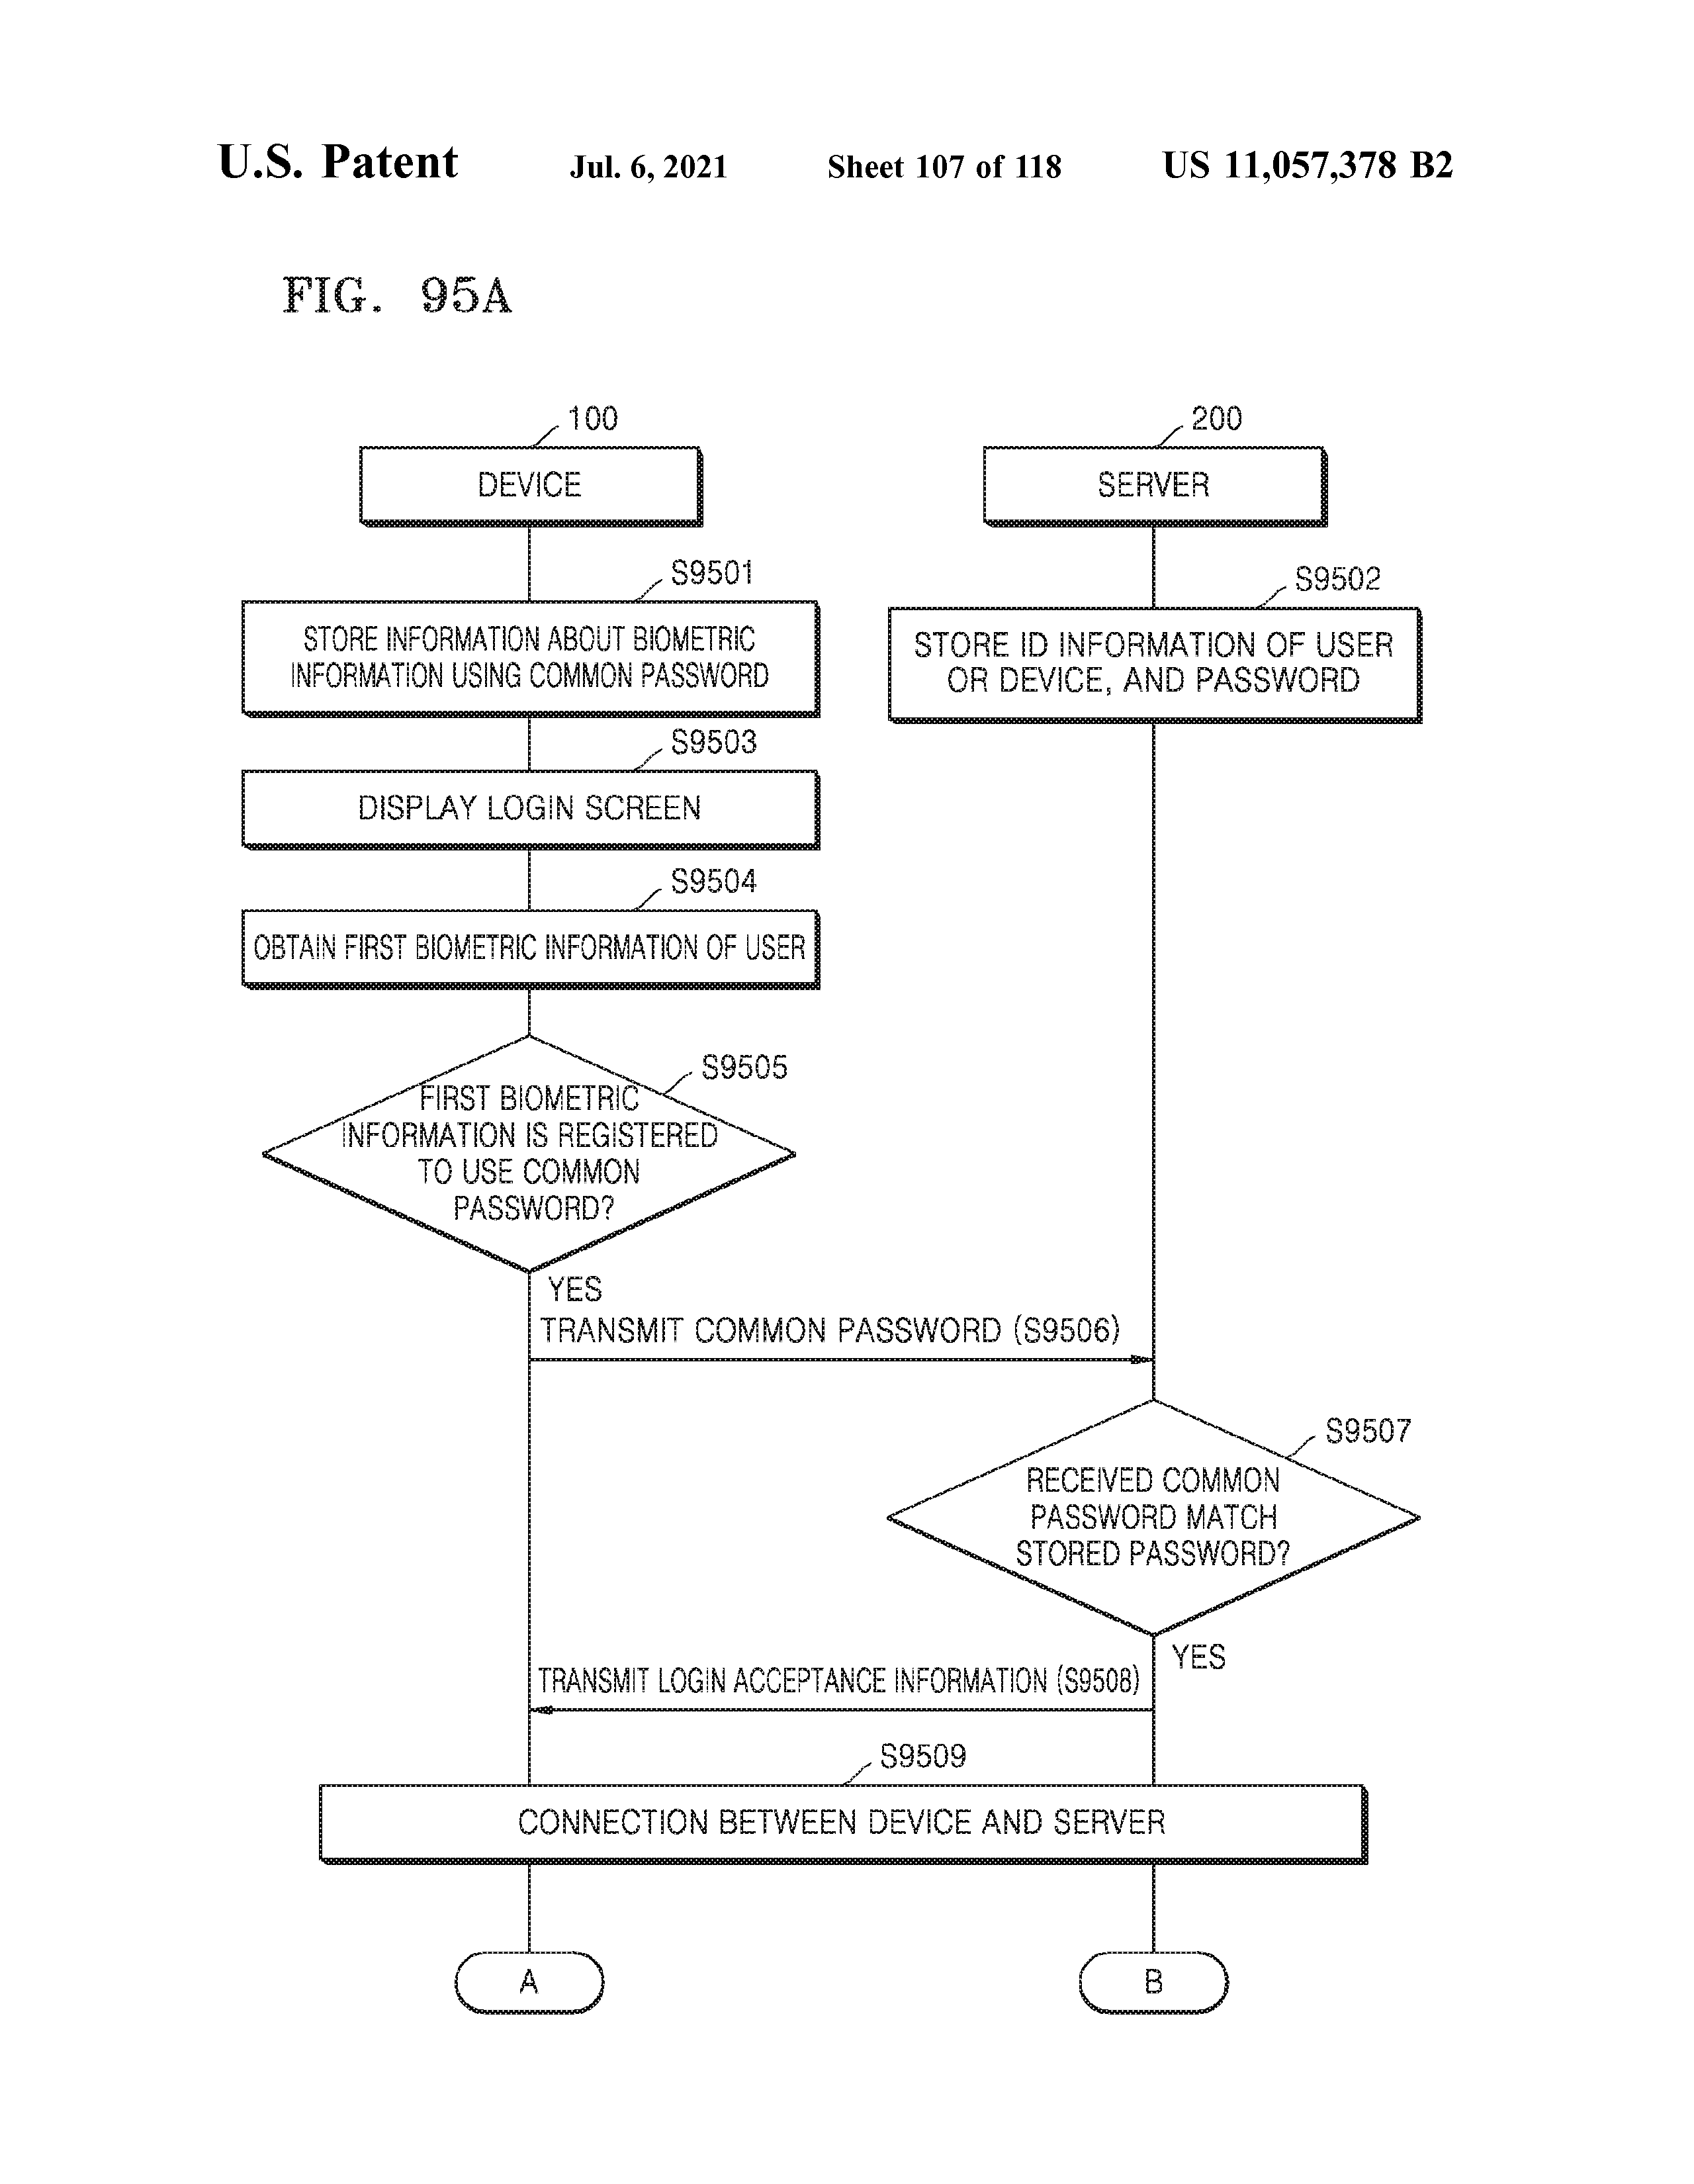 U.S. Patent Jul. 6, 2021 Sheet 107 of 118 US 11,057,378 B2
FIG. 95A
100
200
DEVICE
SERVER
S9501
S9502
STORE INFORMATION ABOUT BIOMETRIC
INFORMATION USING COMMON PASSWORD
STORE ID INFORMATION OF USER
OR DEVICE, AND PASSWORD
S9503
DISPLAY LOGIN SCREEN
S9504
OBTAIN FIRST BIOMETRIC INFORMATION OF USER
S9505
FIRST BIOMETRIC
INFORMATION IS REGISTERED
TO USE COMMON
PASSWORD?
YES
TRANSMIT COMMON PASSWORD (S9506)
S9507
RECEIVED COMMON
PASSWORD MATCH
STORED PASSWORD?
YES
TRANSMIT LOGIN ACCEPTANCE INFORMATION (S9508)
S9509
CONNECTION BETWEEN DEVICE AND SERVER
A
B